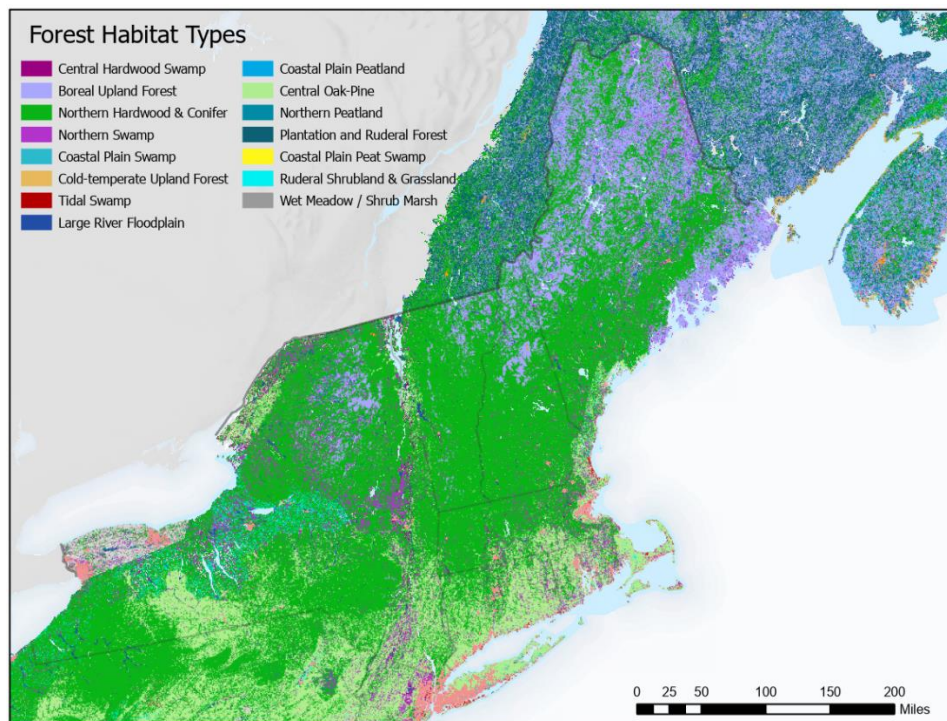 Forest Habitat Types
Central Hardwood Swamp
Boreal Upland Forest
Northern Hardwood & Conifer
Northern Swamp
Coastal Plain Swamp
Cold-temperate Upland Forest
Tidal Swamp
Large River Floodplain
Coastal Plain Peatland
Central Oak-Pine
Northern Peatland
Plantation and Ruderal Forest
Coastal Plain Peat Swamp
Ruderal Shrubland & Grassland
Wet Meadow / Shrub Marsh
0 25 50 100 150 200
Miles